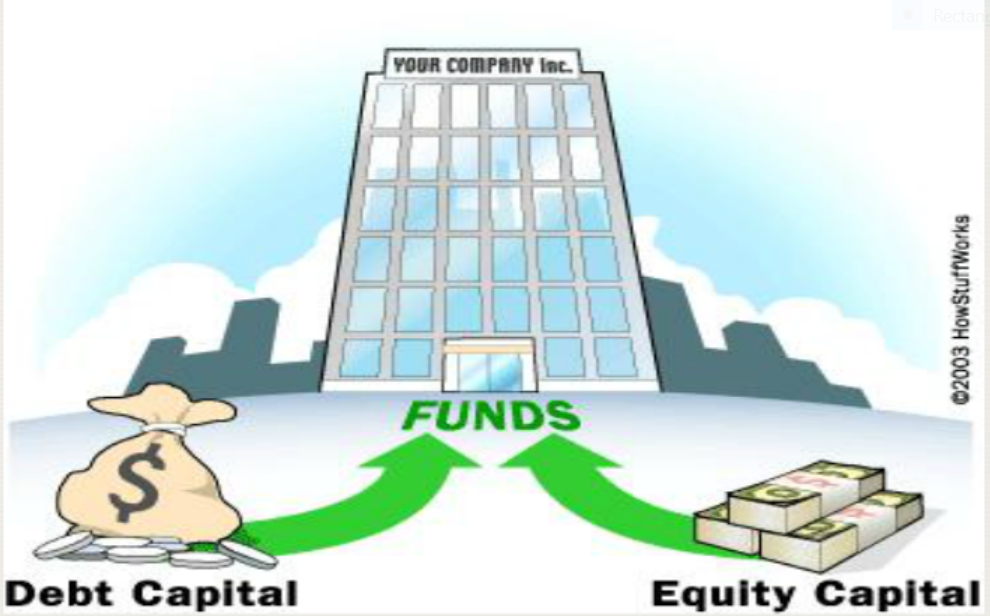 YOUR COMPANY Inc.
©2003 HowStuffWorks
FUNDS
$
Debt Capital
Equity Capital